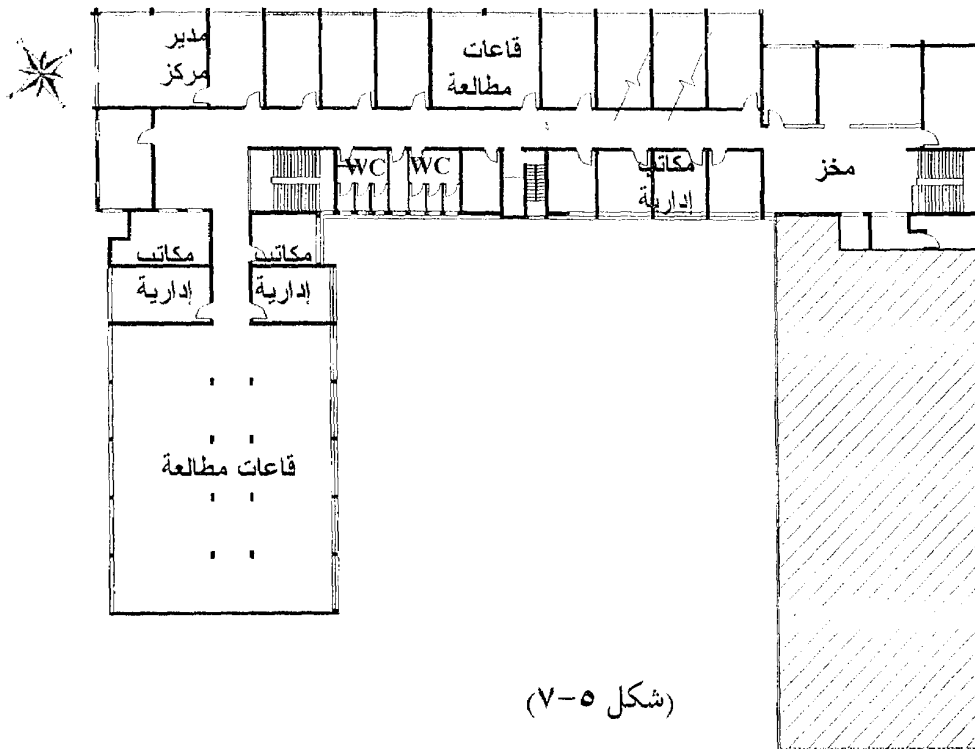 مدير
مركز
قاعات
مطالعة
WC
WC
مكاتب
إدارية
مخز
مكاتب
إدارية
مكاتب
إدارية
قاعات مطالعة
(شكل ٥-٧)